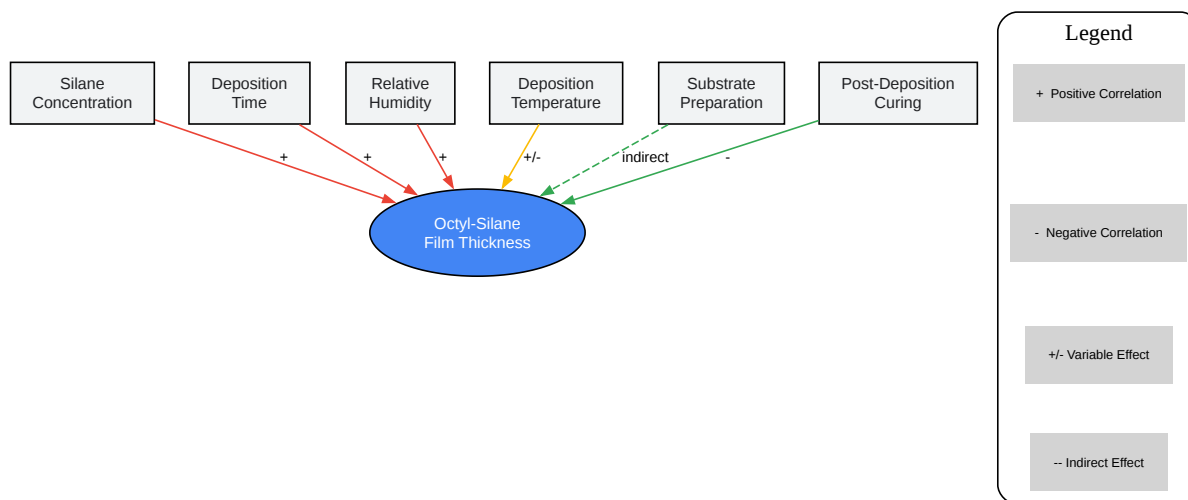 Legend
Silane
Concentration
Deposition
Time
Relative
Humidity
Deposition
Temperature
Substrate
Preparation
Post-Deposition
Curing
+ Positive Correlation
+
+
+
+/-
indirect
-
Octyl-Silane
Film Thickness
- Negative Correlation
+/- Variable Effect
-- Indirect Effect